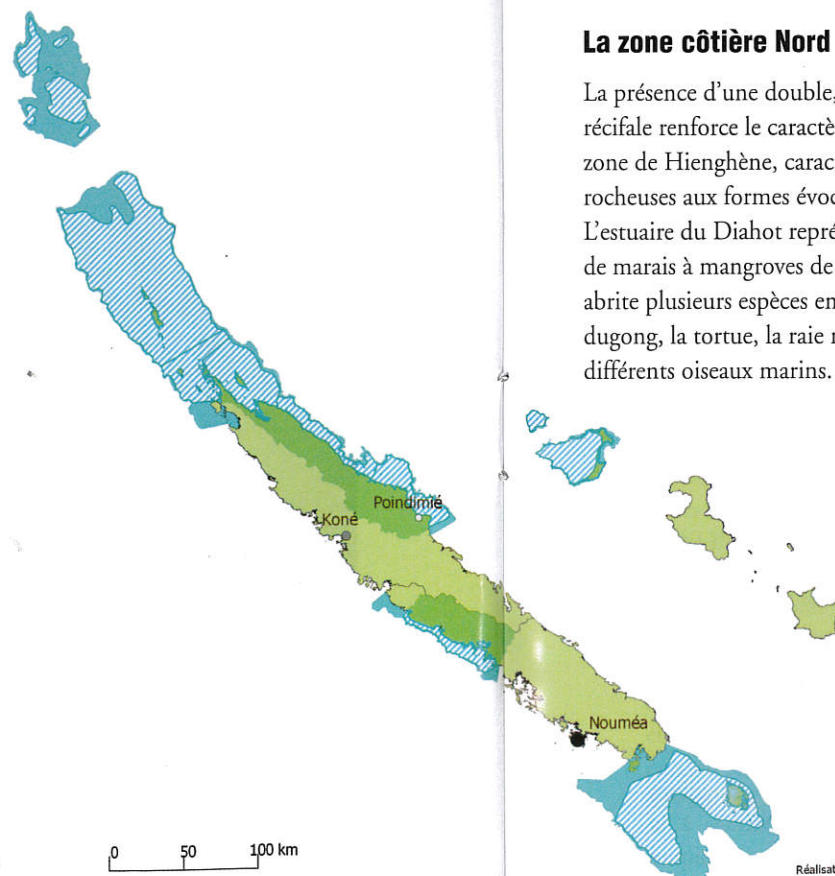 La zone côtière Nord
La présence d'une double,
récifale renforce le caractè
zone de Hienghène, carac
rocheuses aux formes évoc
L'estuaire du Diahot repré
de marais à mangroves de
abrite plusieurs espèces en
dugong, la tortue, la raie
différents oiseaux marins.
Poindimié
Koné
Nouméa
0 50 100 km
Réalisat